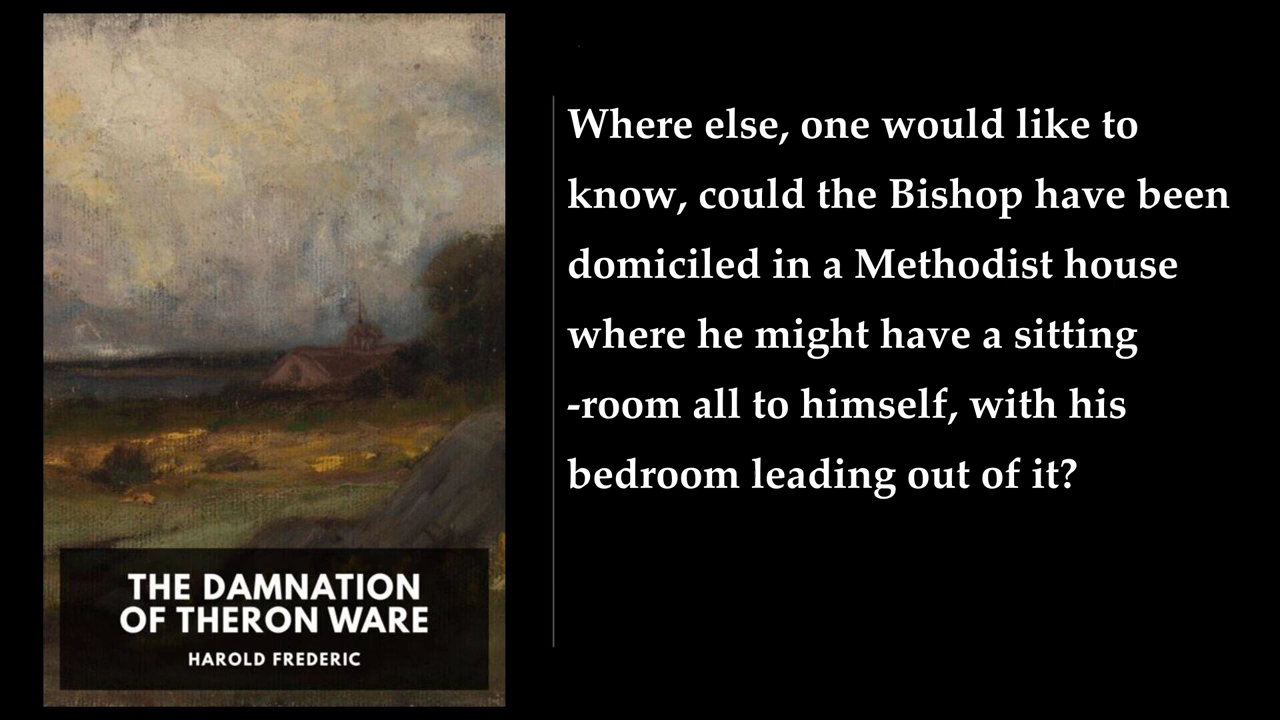 Where else, one would like to
know, could the Bishop have been
domiciled in a Methodist house
where he might have a sitting
-room all to himself, with his
bedroom leading out of it?
THE DAMNATION
OF THERON WARE
HAROLD FREDERIC